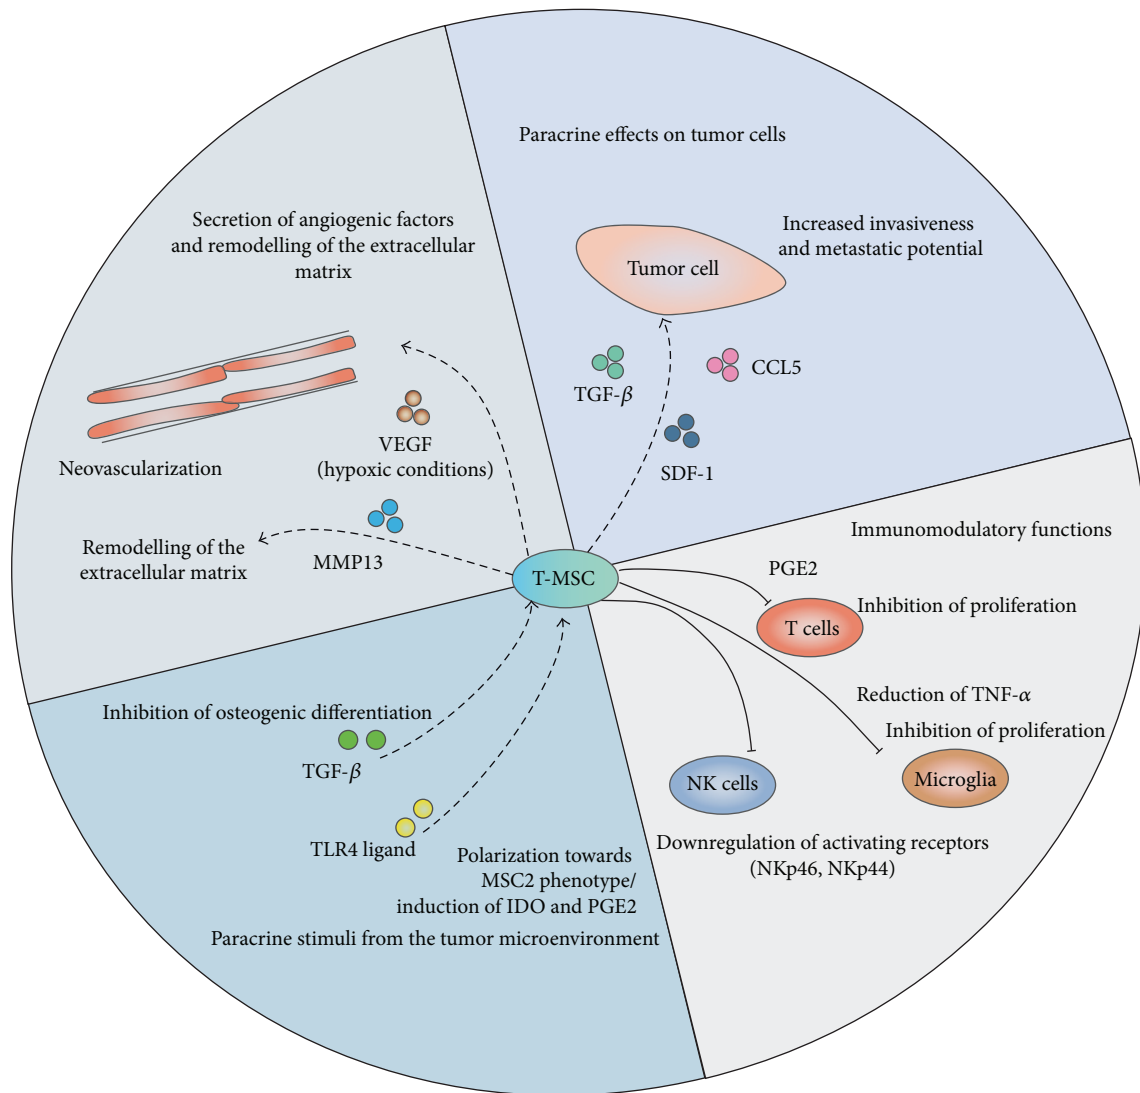 Paracrine effects on tumor cells
Increased invasiveness
and metastatic potential
Tumor cell
TGF-β
CCL5
SDF-1
Secretion of angiogenic factors
and remodelling of the extracellular
matrix
VEGF
(hypoxic conditions)
Neovascularization
MMP13
Remodelling of the
extracellular matrix
T-MSC
Immunomodulatory functions
PGE2
Inhibition of proliferation
T cells
Reduction of TNF-α
Inhibition of proliferation
Microglia
NK cells
Downregulation of activating receptors
(NKp46, NKp44)
Inhibition of osteogenic differentiation
TGF-β
TLR4 ligand
Polarization towards
MSC2 phenotype/
induction of IDO and PGE2
Paracrine stimuli from the tumor microenvironment